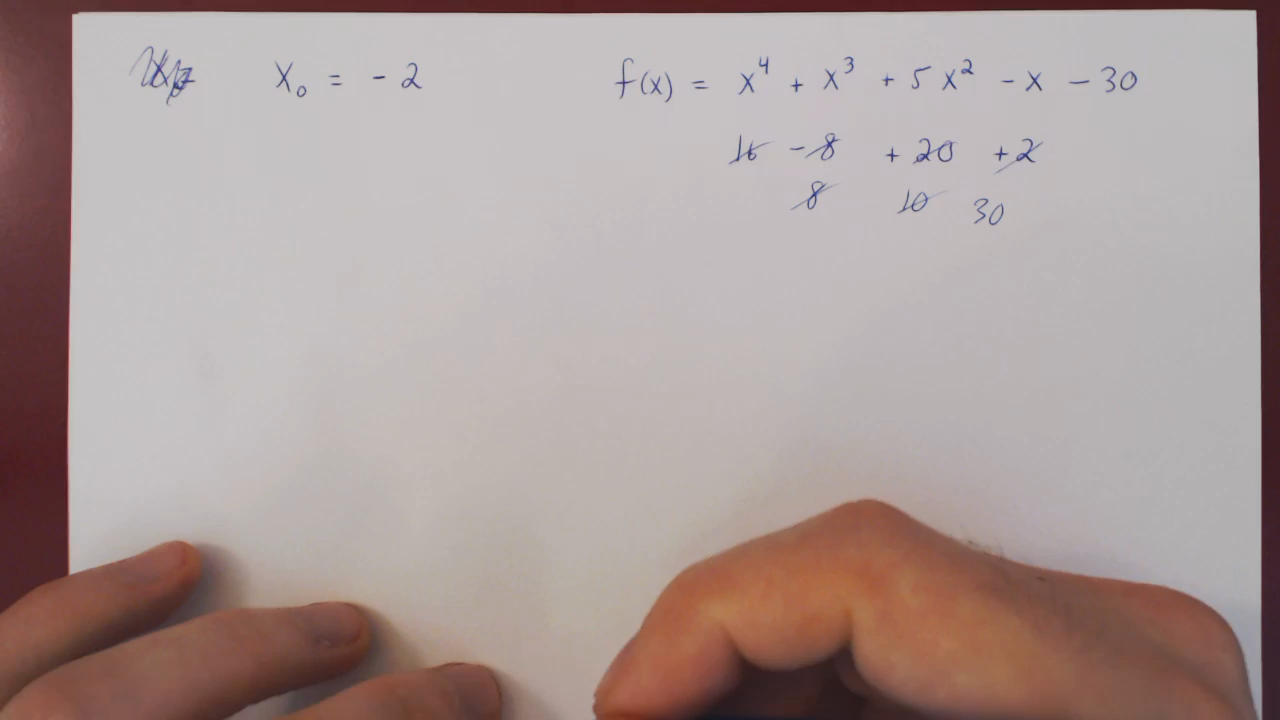 x₀ = - 2 f(x) = x⁴ + x³ + 5x² - x - 30
16 - 8 + 20 + 2
8 10 30